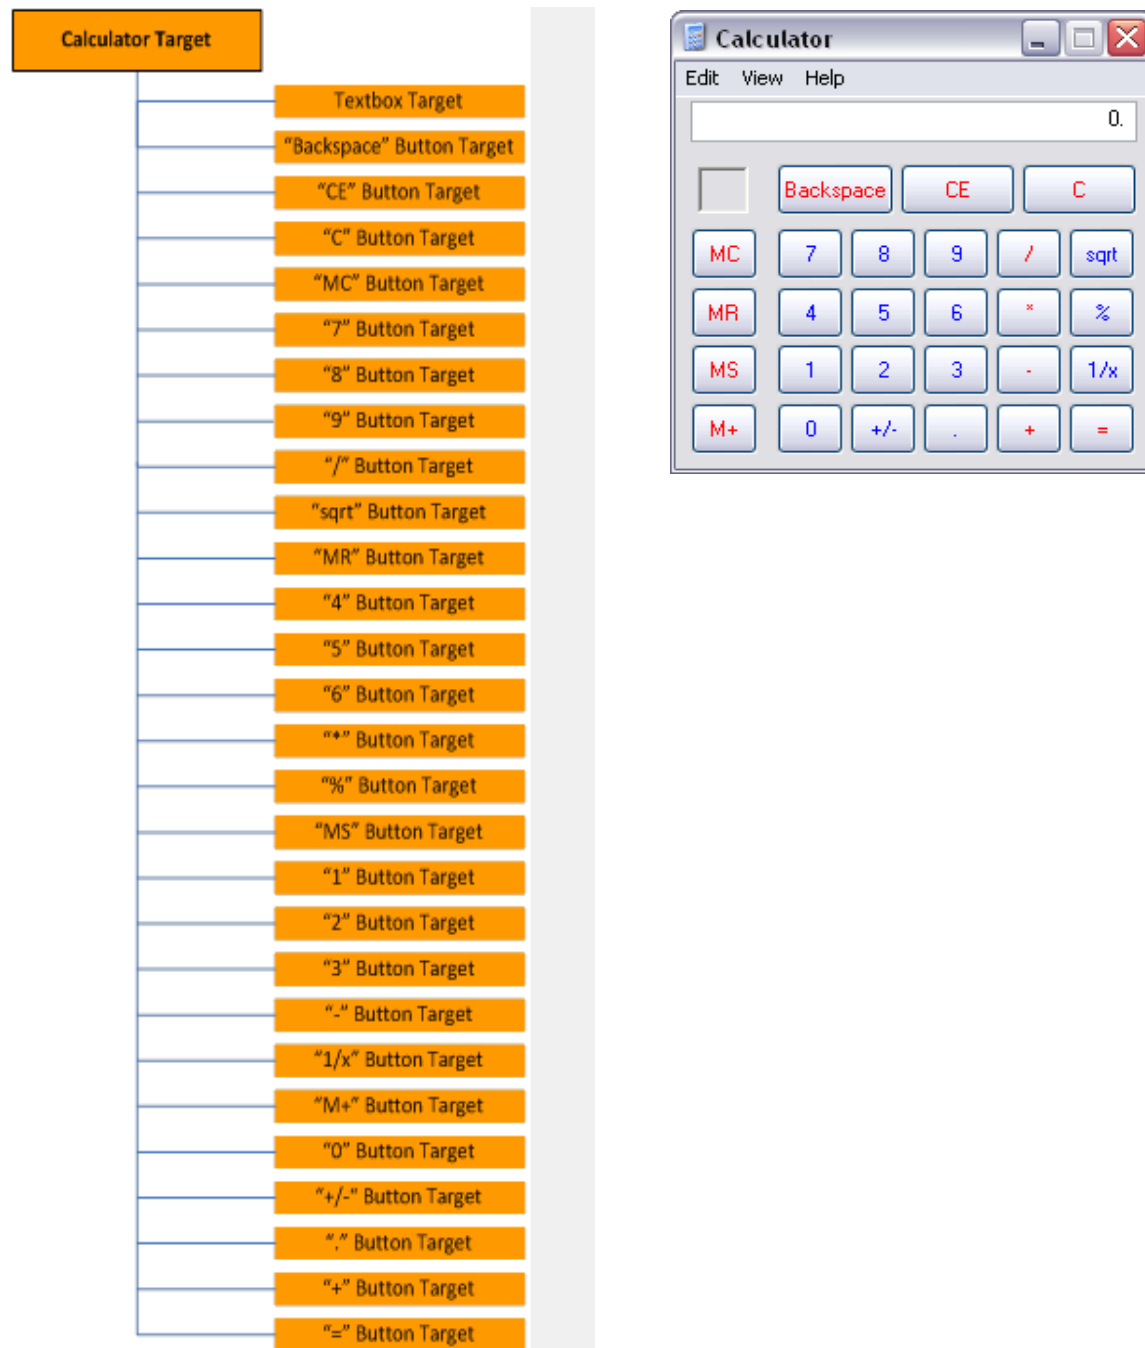 Calculator Target
Textbox Target
“Backspace” Button Target
“CE” Button Target
“C” Button Target
“MC” Button Target
“7” Button Target
“8” Button Target
“9” Button Target
“/” Button Target
“sqrt” Button Target
“MR” Button Target
“4” Button Target
“5” Button Target
“6” Button Target
“*” Button Target
“%” Button Target
“MS” Button Target
“1” Button Target
“2” Button Target
“3” Button Target
“-” Button Target
“1/x” Button Target
“M+” Button Target
“0” Button Target
“+/-” Button Target
“.” Button Target
“+” Button Target
“=” Button Target
Calculator
Edit View Help
0.
Backspace CE C
MC 7 8 9 / sqrt
MR 4 5 6 * %
MS 1 2 3 - 1/x
M+ 0 +/- . + =